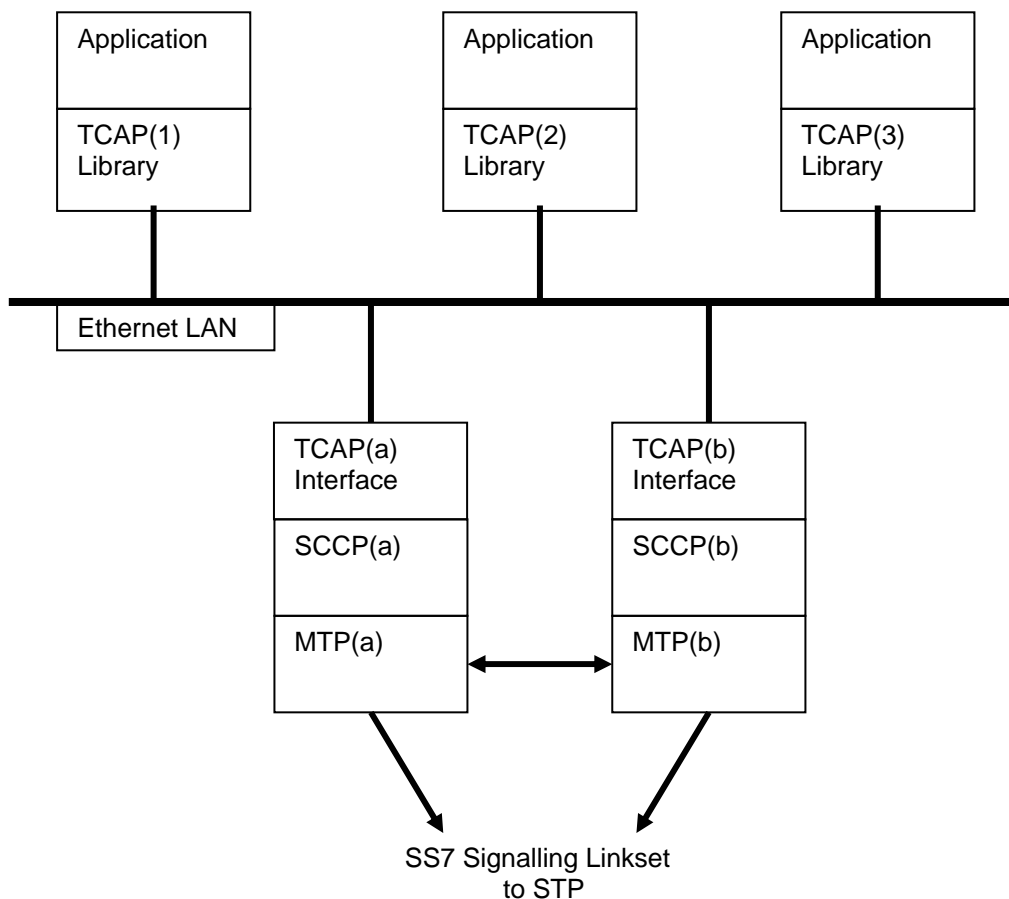 Application
TCAP(1)
Library
Application
TCAP(2)
Library
Application
TCAP(3)
Library
Ethernet LAN
TCAP(a)
Interface
SCCP(a)
MTP(a)
TCAP(b)
Interface
SCCP(b)
MTP(b)
SS7 Signalling Linkset
to STP